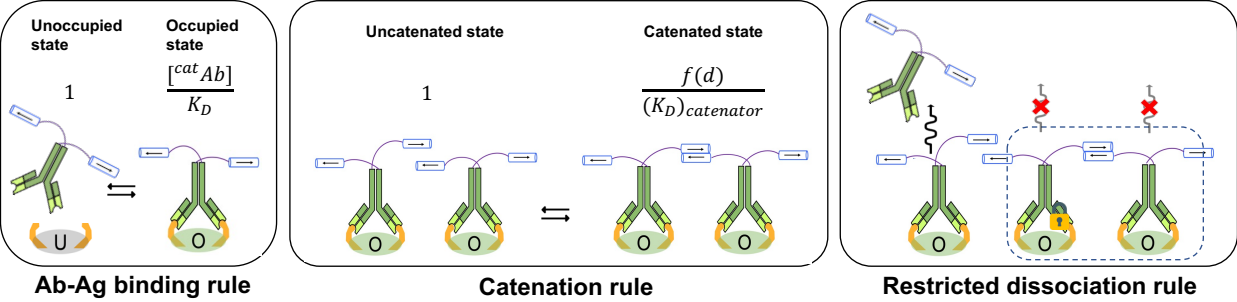 Unoccupied
state
Occupied
state
1
[ᶜᵃᵗAb]
K_D
U
O
Ab-Ag binding rule
Uncatenated state
Catenated state
1
f(d)
(K_D)_catenator
O
O
O
O
Catenation rule
O
O
O
Restricted dissociation rule